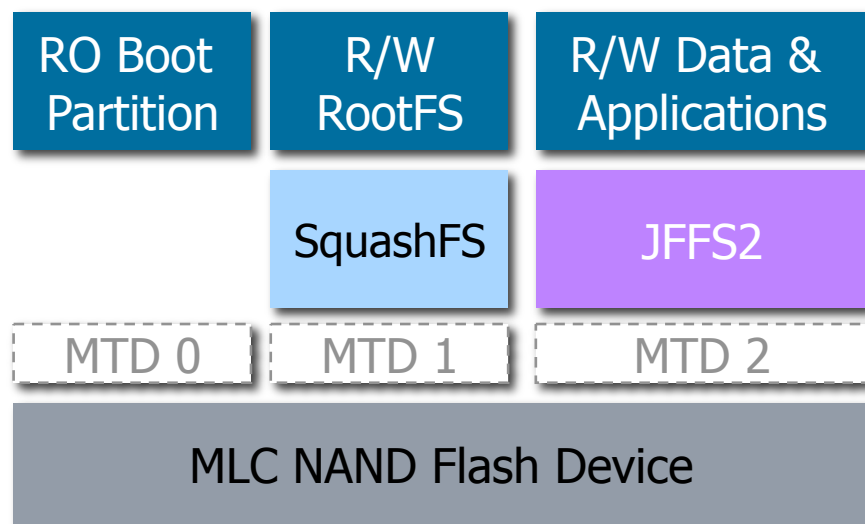 RO Boot
Partition
R/W
RootFS
R/W Data &
Applications
SquashFS
JFFS2
MTD 0
MTD 1
MTD 2
MLC NAND Flash Device